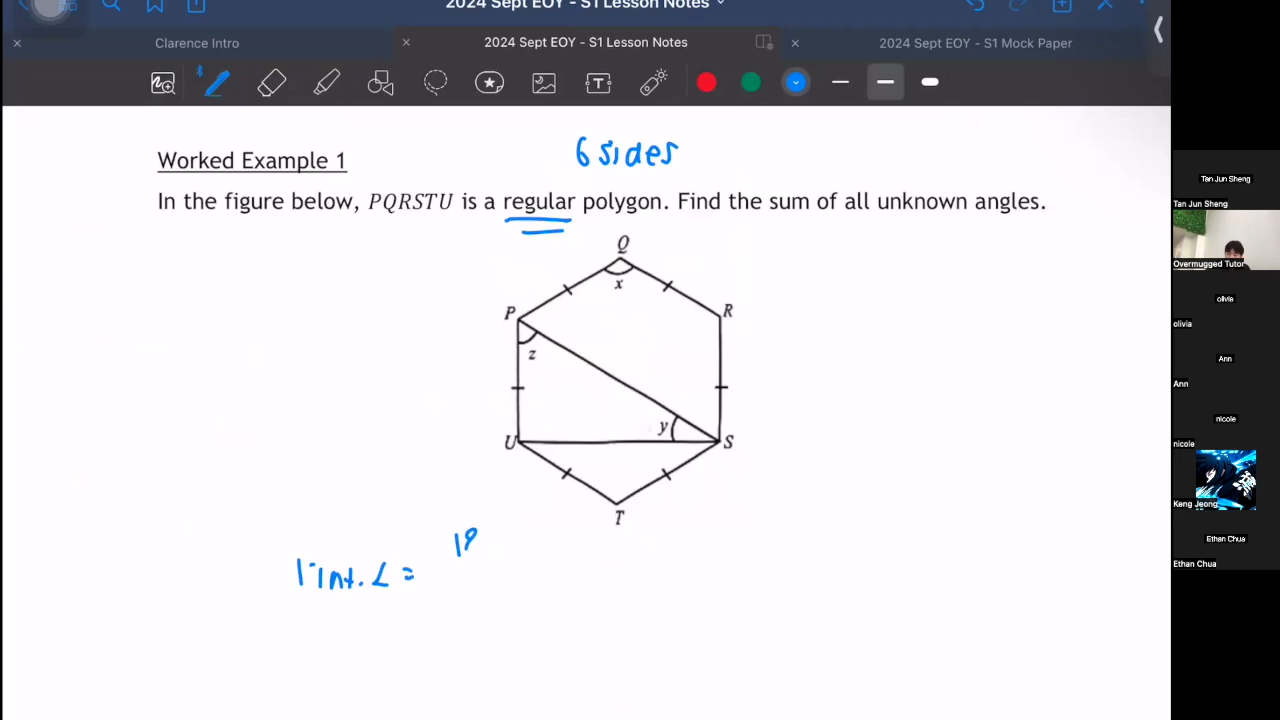 2024 Sept EOY - S1 Lesson Notes
Clarence Intro
2024 Sept EOY - S1 Lesson Notes
2024 Sept EOY - S1 Mock Paper
6 sides
Worked Example 1
In the figure below, PQRSTU is a regular polygon. Find the sum of all unknown angles.
Q
x
P
R
z
y
U
S
T
18
1 int. ∠ =
Tan Jun Sheng
Tan Jun Sheng
Overmugged Tutor
olivia
olivia
Ann
Ann
nicole
nicole
Keng Jeong
Ethan Chua
Ethan Chua